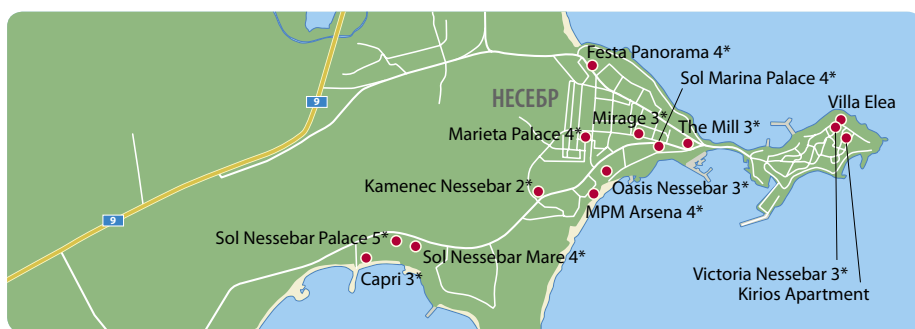 Festa Panorama 4*
Sol Marina Palace 4*
НЕСЕБР
Villa Elea
9
Mirage 3*
The Mill 3*
Marieta Palace 4*
Kamenec Nessebar 2*
Oasis Nessebar 3*
MPM Arsena 4*
9
Sol Nessebar Palace 5*
Sol Nessebar Mare 4*
Capri 3*
Victoria Nessebar 3*
Kirios Apartment